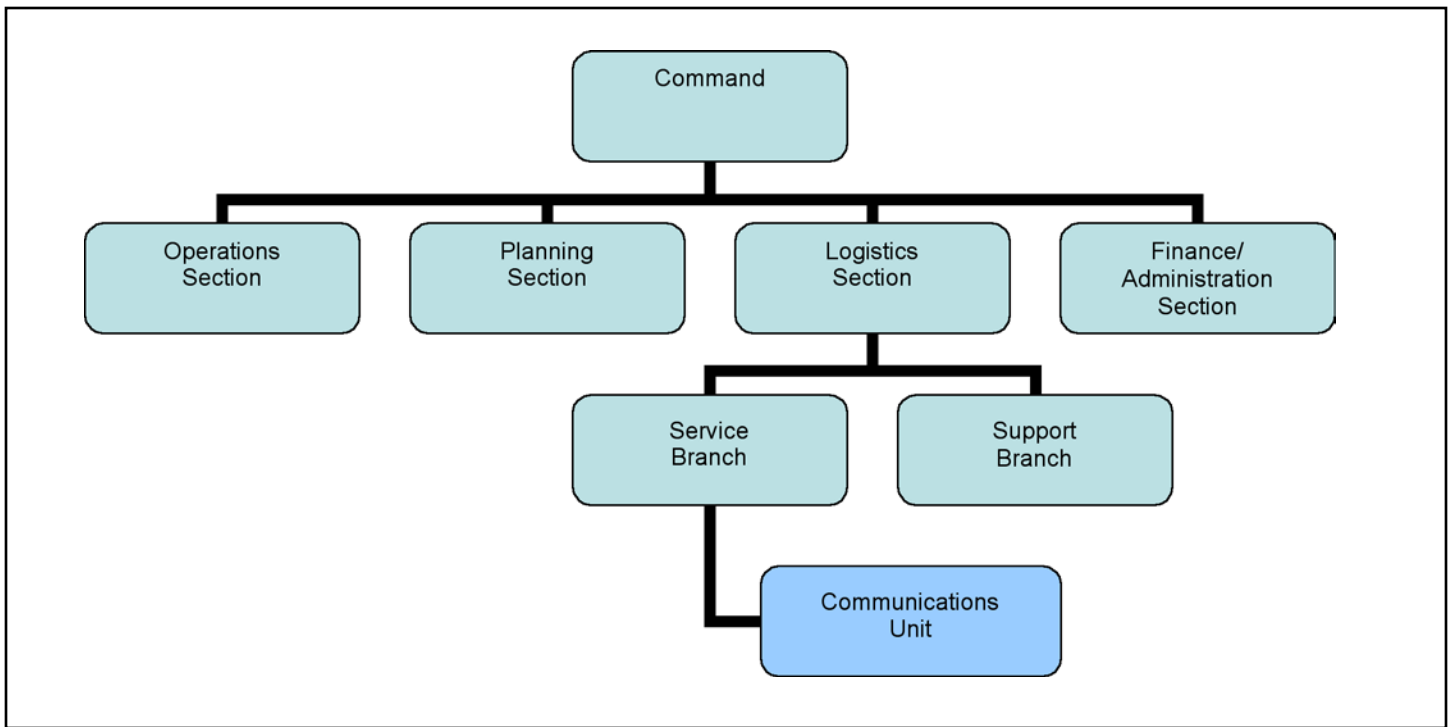 Command
Operations
Section
Planning
Section
Logistics
Section
Finance/
Administration
Section
Service
Branch
Support
Branch
Communications
Unit